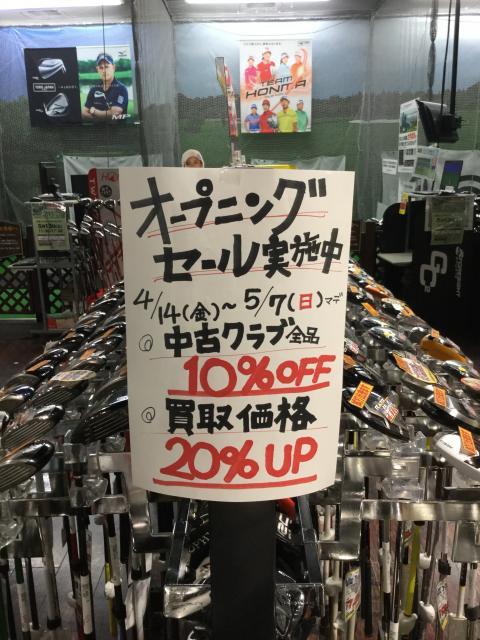 MP
TEAM
HONMA
オープニング
セール実施中
4/14(金)~5/7(日)マデ
◎中古クラブ全品
10%OFF
◎買取価格
20%UP